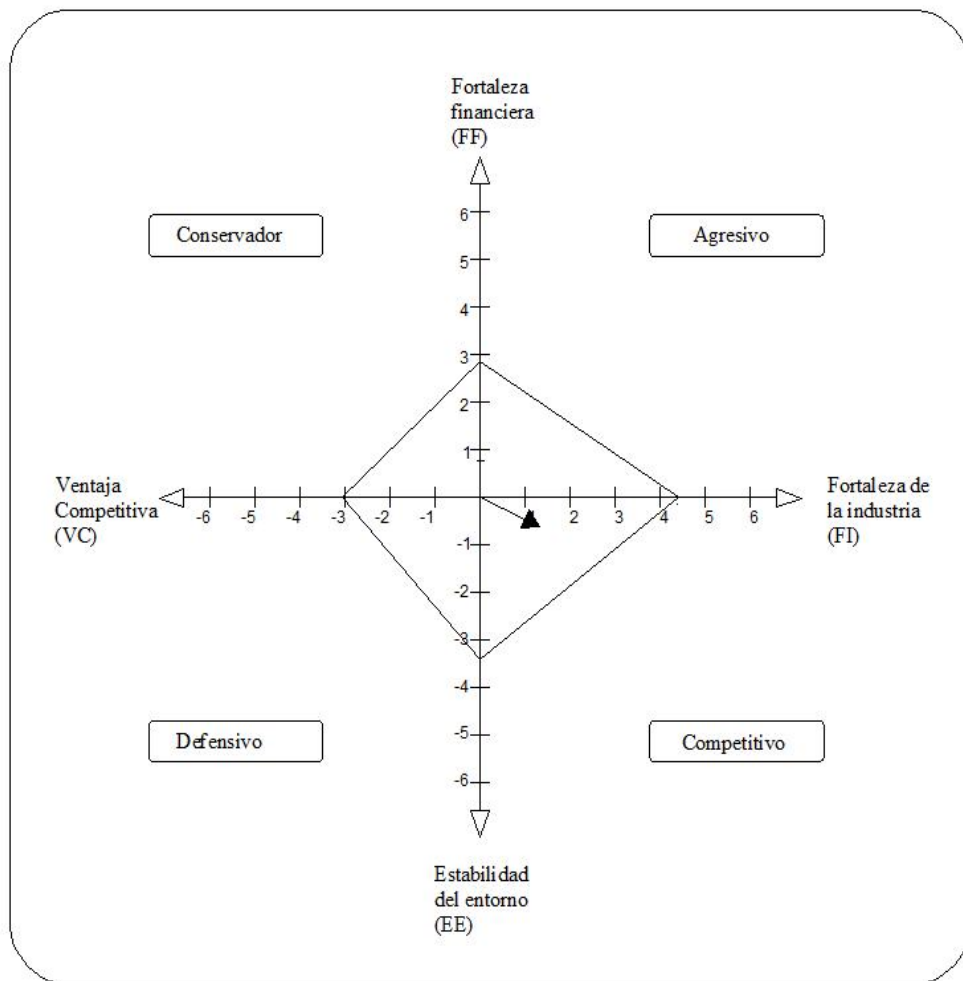 Fortaleza
financiera
(FF)
6
Conservador
Agresivo
5
4
3
2
1
Ventaja
Competitiva
(VC)
-6 -5 -4 -3 -2 -1 1 2 3 4 5 6
Fortaleza de
la industria
(FI)
-1
-2
-3
-4
-5
Defensivo
Competitivo
-6
Estabilidad
del entorno
(EE)